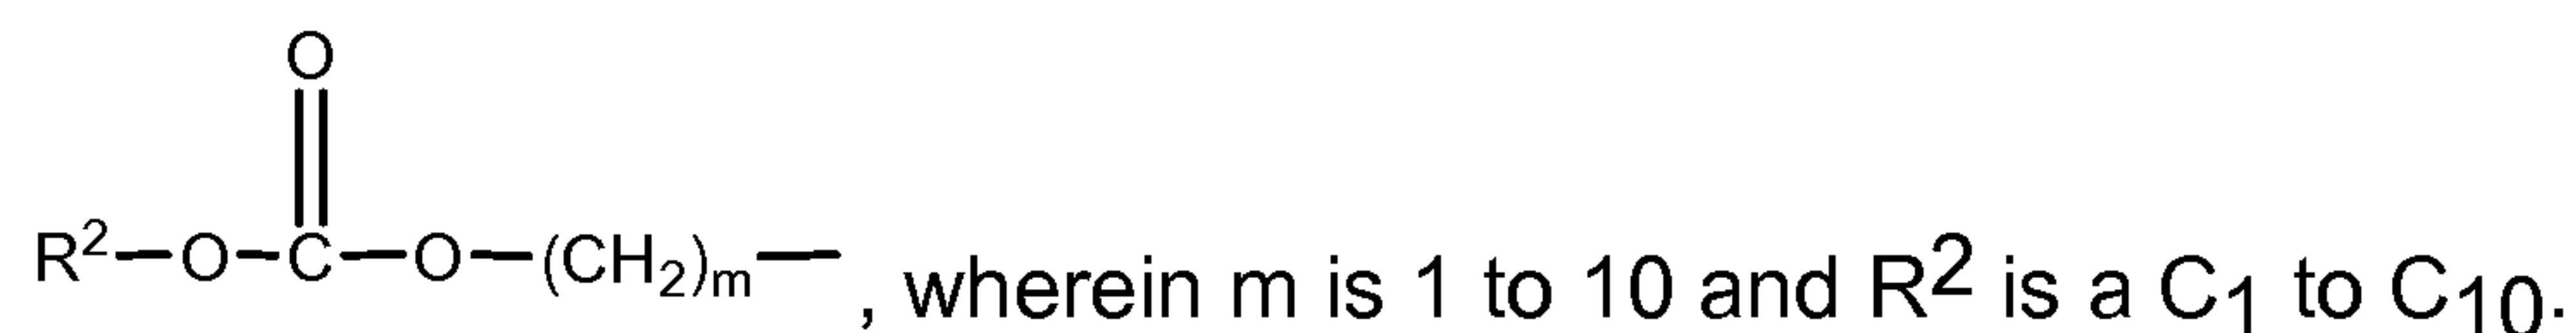 O
R²–O–C–O–(CH₂)ₘ– , wherein m is 1 to 10 and R² is a C₁ to C₁₀.